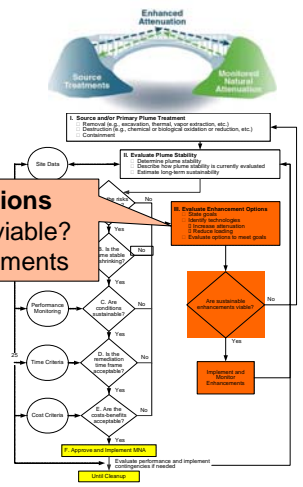 Enhanced
Attenuation
Source
Treatments
Monitored
Natural
Attenuation
I. Source and/or Primary Plume Treatment
Removal (e.g., excavation, thermal, vapor extraction, etc.)
Destruction (e.g., chemical or biological oxidation or reduction, etc.)
Containment
II. Evaluate Plume Stability
Determine plume stability
Describe how plume stability is currently evaluated
Estimate long-term sustainability
Site Data
tions
viable?
ements
III. Evaluate Enhancement Options
State goals
Identify technologies
Increase attenuation
Reduce loading
Evaluate options to meet goals
Yes
No
B. Is the
stable
shrinking?
Yes
Performance
Monitoring
C. Are
conditions
sustainable?
No
Yes
Are sustainable
enhancements viable?
No
Yes
25
Time Criteria
D. Is the
remediation
time frame
acceptable?
No
Yes
Implement and
Monitor
Enhancements
Cost Criteria
E. Are the
costs-benefits
acceptable?
No
Yes
F. Approve and Implement MNA
Evaluate performance and implement
contingencies if needed
Until Cleanup